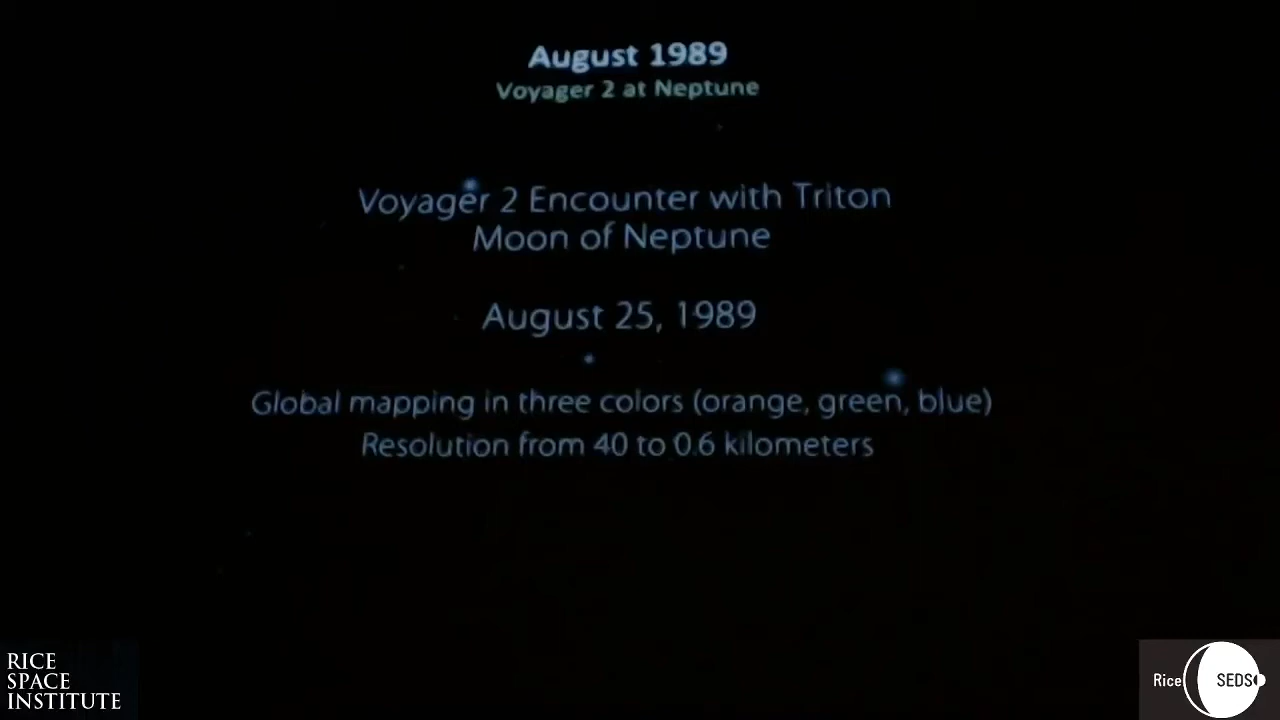 August 1989
Voyager 2 at Neptune
Voyager 2 Encounter with Triton
Moon of Neptune
August 25, 1989
Global mapping in three colors (orange, green, blue)
Resolution from 40 to 0.6 kilometers
RICE
SPACE
INSTITUTE
Rice SEDS